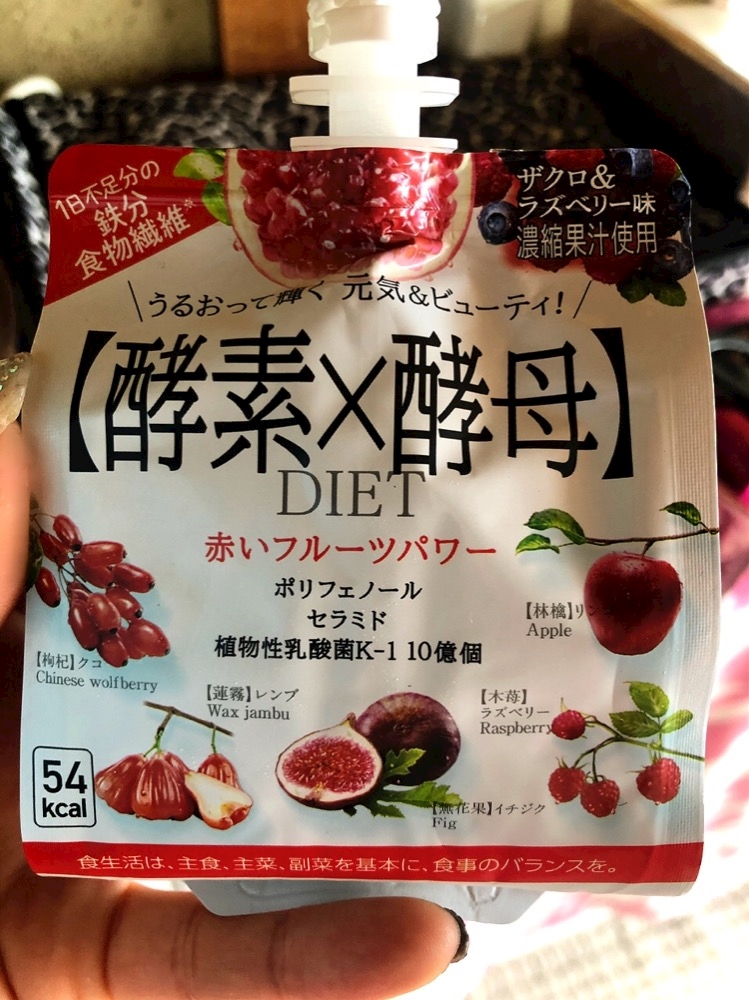 1日不足分の
鉄分
食物繊維※
ザクロ&
ラズベリー味
濃縮果汁使用
うるおって輝く 元気&ビューティ!
【酵素×酵母】
DIET
赤いフルーツパワー
ポリフェノール
セラミド
植物性乳酸菌K-1 10億個
【林檎】リン
Apple
【枸杞】クコ
Chinese wolfberry
【蓮霧】レンブ
Wax jambu
【木苺】
ラズベリー
Raspberry
【無花果】イチジク
Fig
54
kcal
食生活は、主食、主菜、副菜を基本に、食事のバランスを。